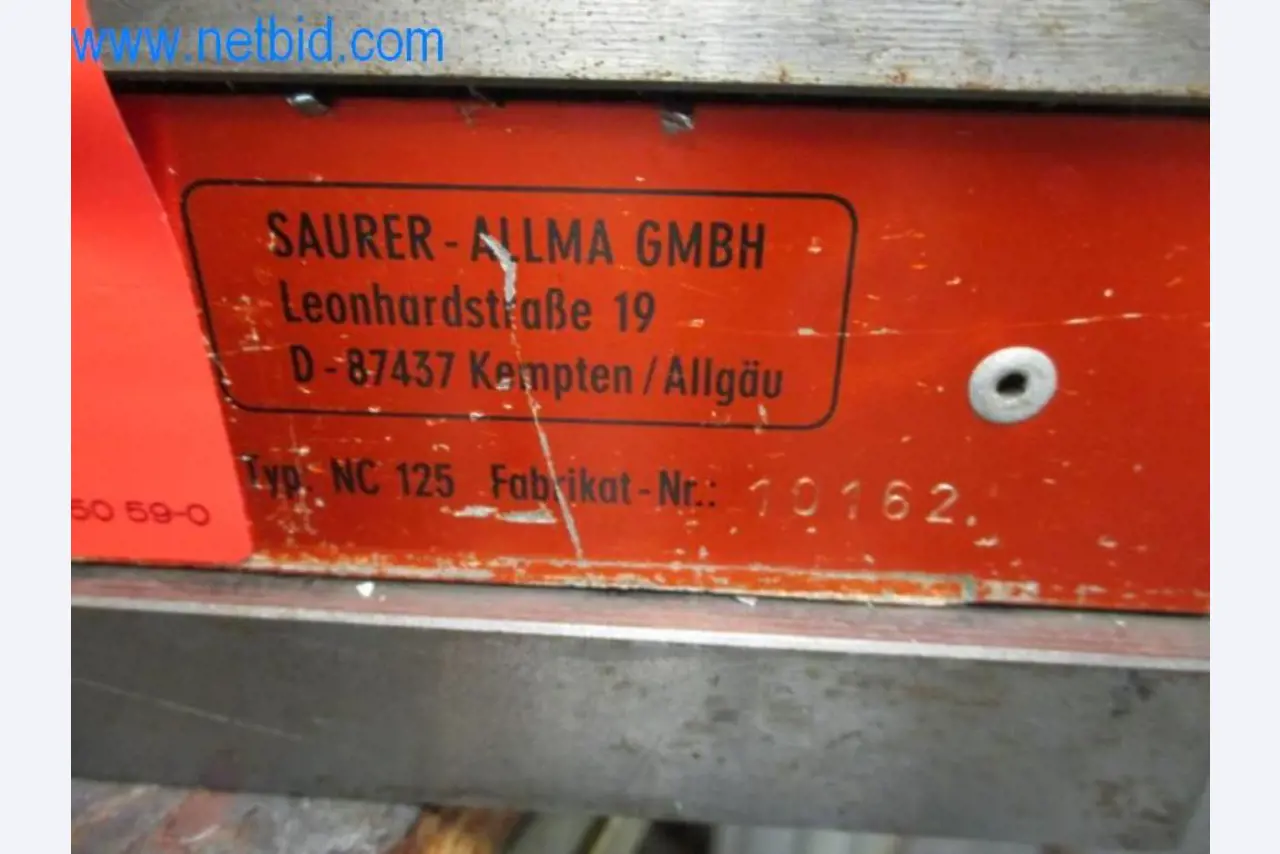 www.netbid.com
SAURER-ALLMA GMBH
Leonhardstraße 19
D-87437 Kempten/Allgäu
Typ. NC 125 Fabrikat-Nr.: 10162.
50 59-0